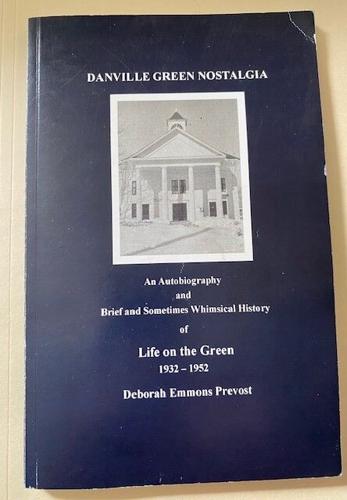 DANVILLE GREEN NOSTALGIA
An Autobiography
and
Brief and Sometimes Whimsical History
of
Life on the Green
1932 – 1952
Deborah Emmons Prevost